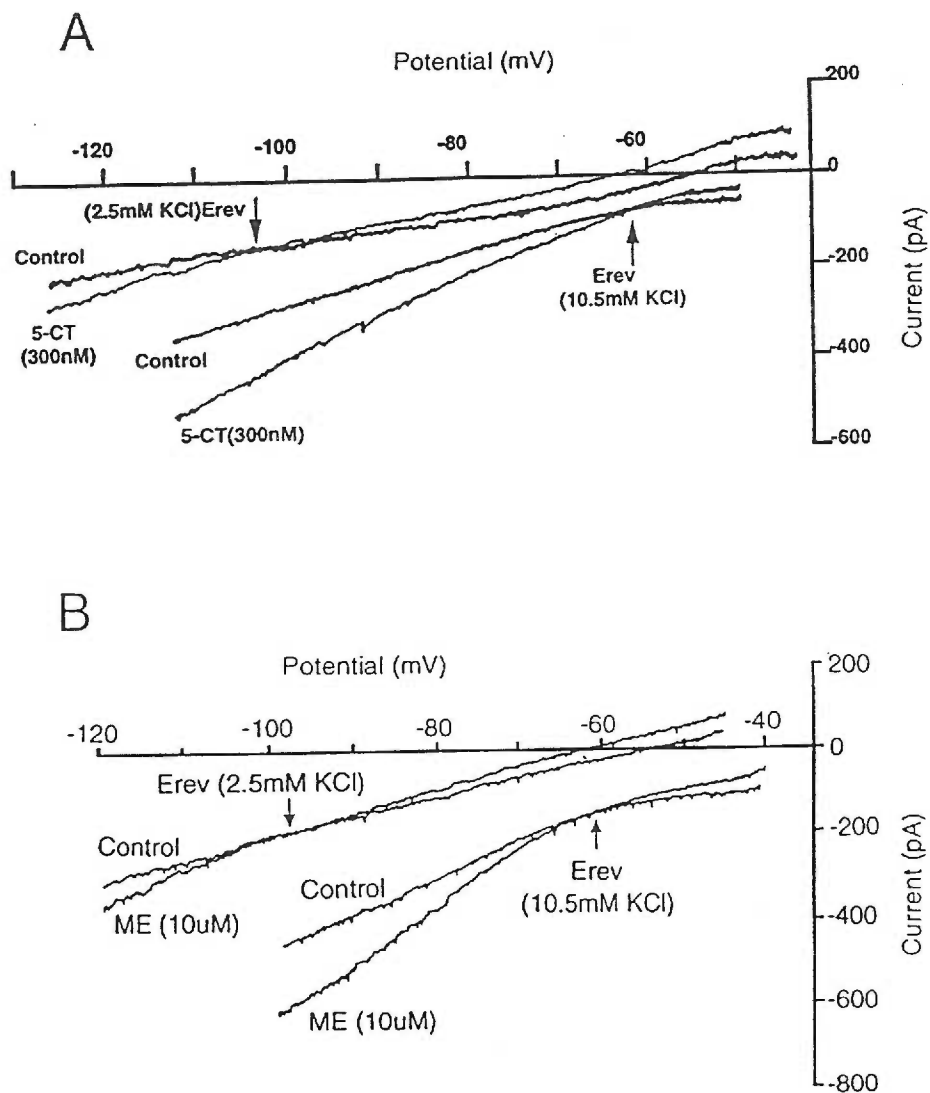 A
Potential (mV)
200
-120
-100
-80
-60
0
(2.5mM KCl)Erev
Control
-200
Erev
(10.5mM KCl)
5-CT
(300nM)
Control
-400
Current (pA)
5-CT(300nM)
-600
B
Potential (mV)
200
-120
-100
-80
-60
-40
0
Erev (2.5mM KCl)
Control
-200
Control
Erev
(10.5mM KCl)
ME (10uM)
-400
Current (pA)
-600
ME (10uM)
-800